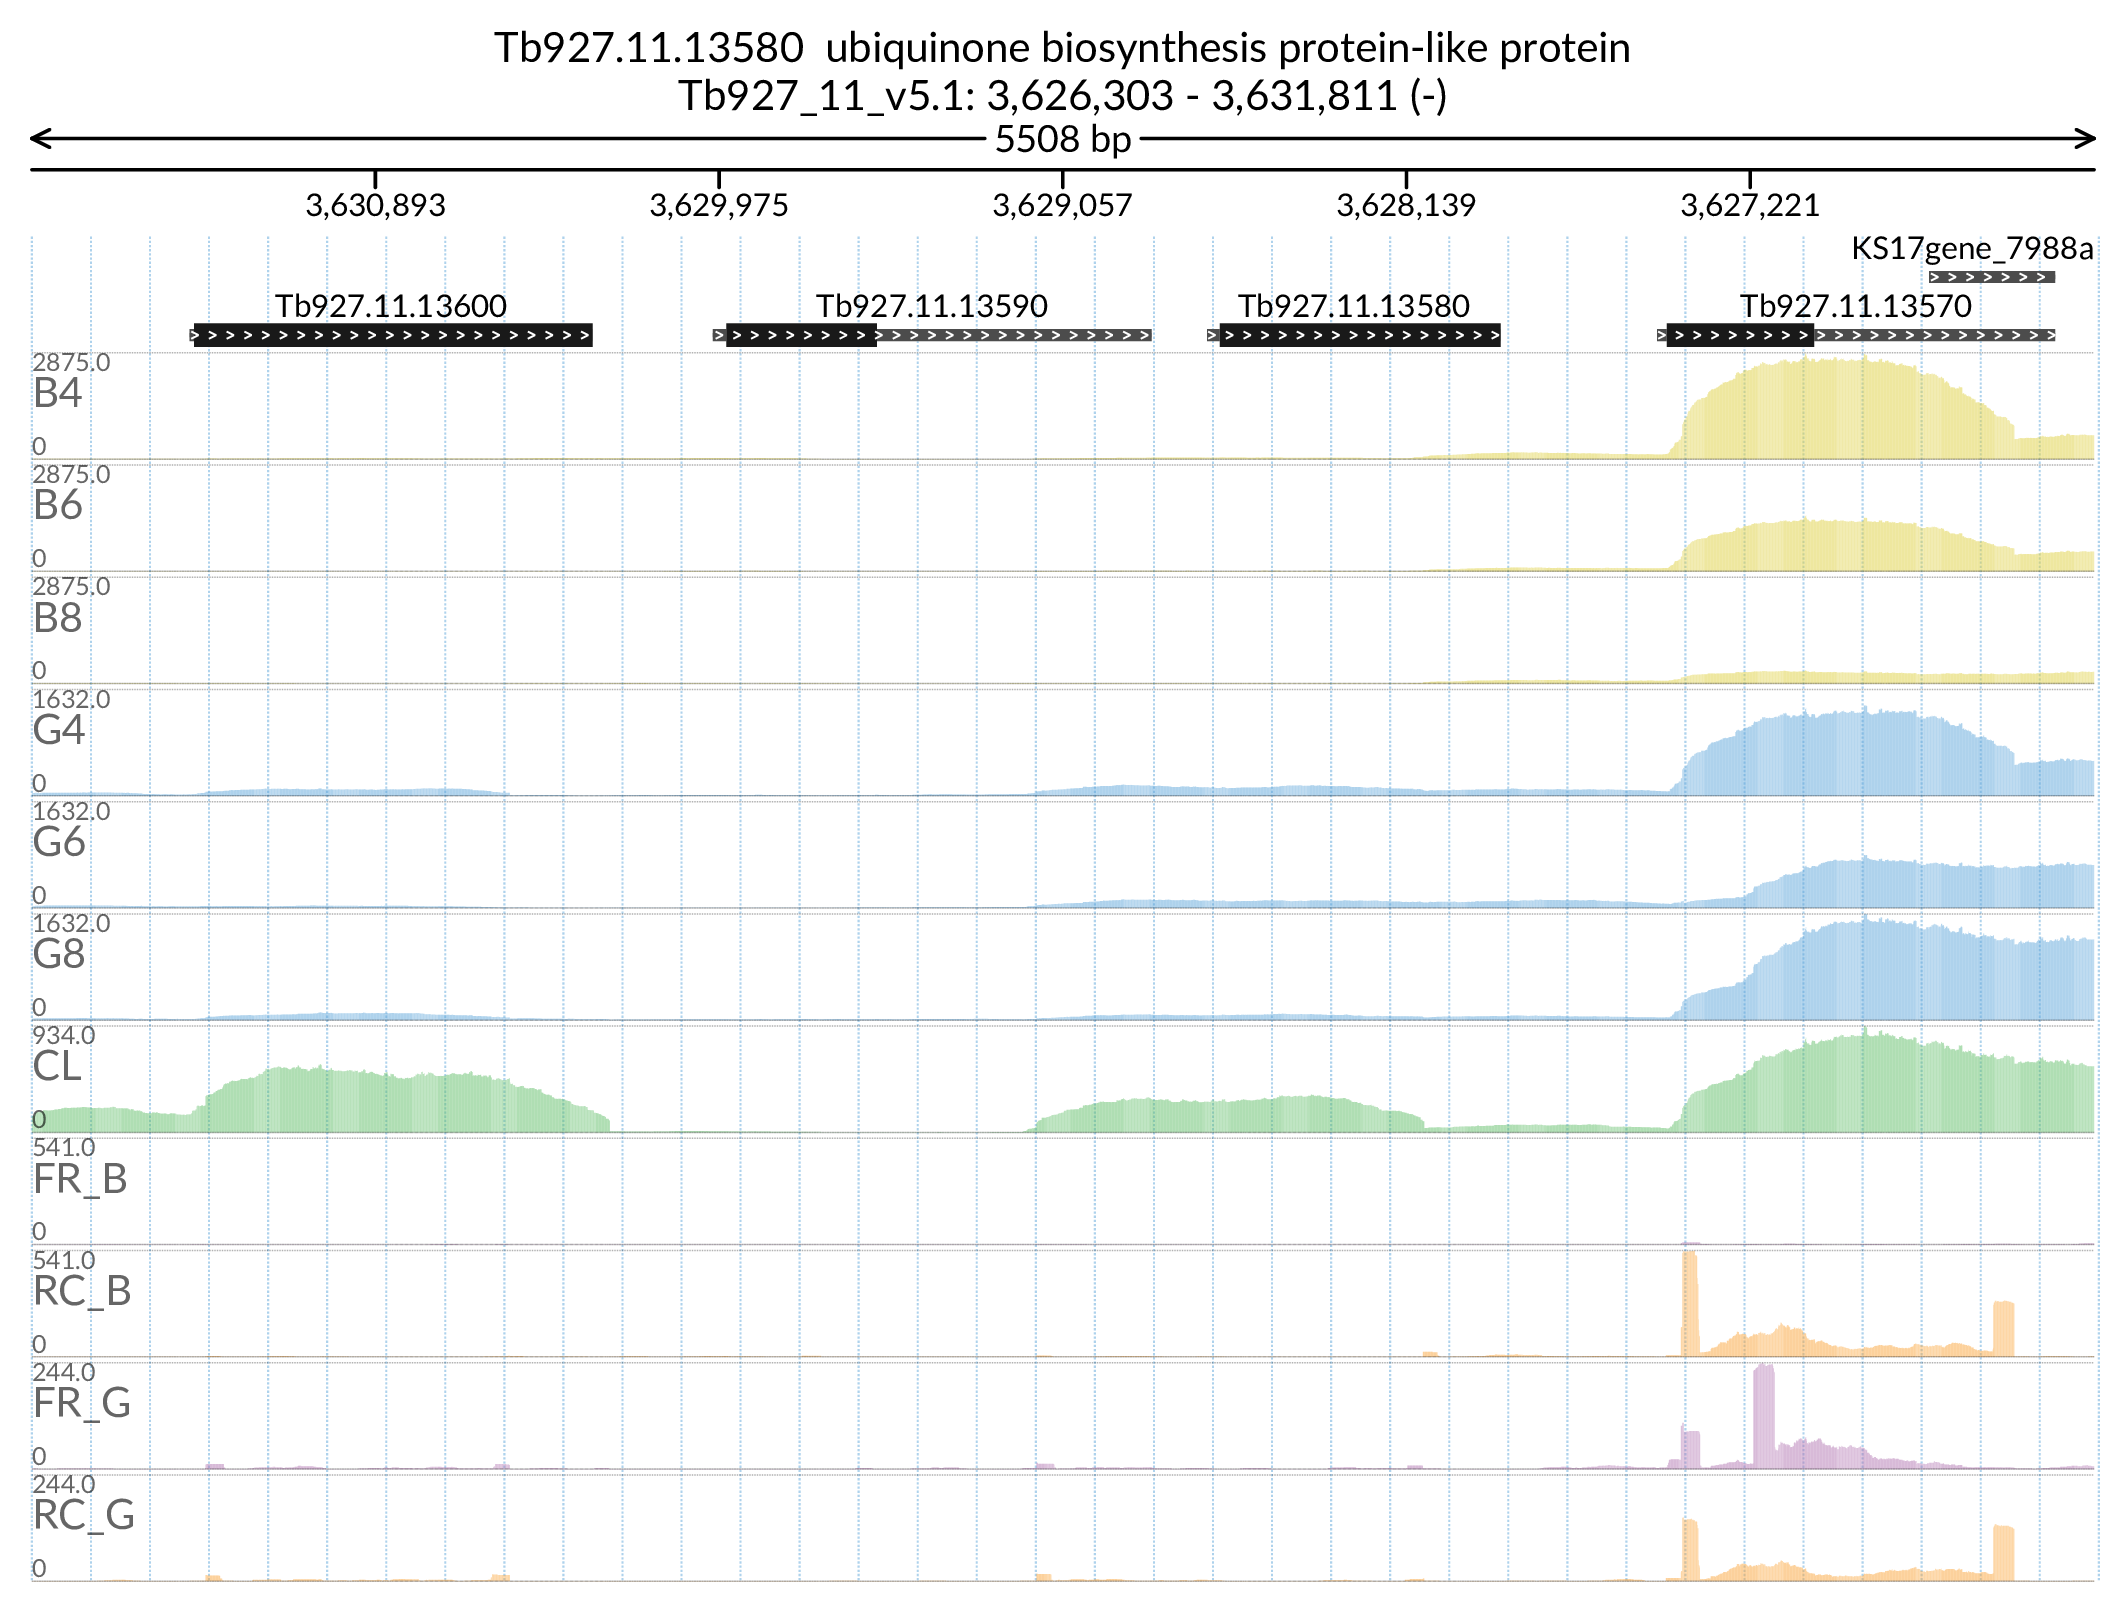 Tb927.11.13580 ubiquinone biosynthesis protein-like protein
Tb927_11_v5.1: 3,626,303 - 3,631,811 (-)
5508 bp
3,630,893 3,629,975 3,629,057 3,628,139 3,627,221
KS17gene_7988a
Tb927.11.13600 Tb927.11.13590 Tb927.11.13580 Tb927.11.13570
2875.0
B4
0
2875.0
B6
0
2875.0
B8
0
1632.0
G4
0
1632.0
G6
0
1632.0
G8
0
934.0
CL
0
541.0
FR_B
0
541.0
RC_B
0
244.0
FR_G
0
244.0
RC_G
0